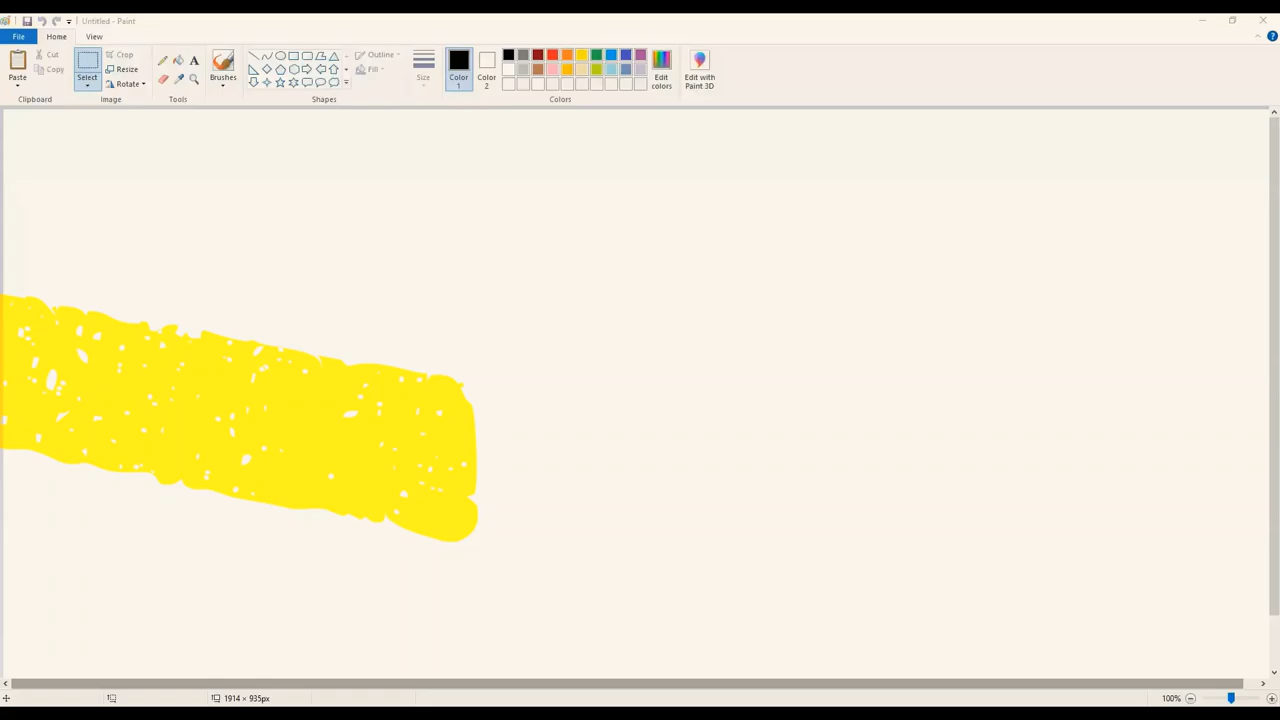 Untitled - Paint
File Home View
Paste
Cut
Copy
Clipboard
Select
Crop
Resize
Rotate
Image
A
Tools
Brushes
Outline
Fill
Shapes
Size
Color 1
Color 2
Edit colors
Colors
Edit with Paint 3D
1914 × 935px
100%